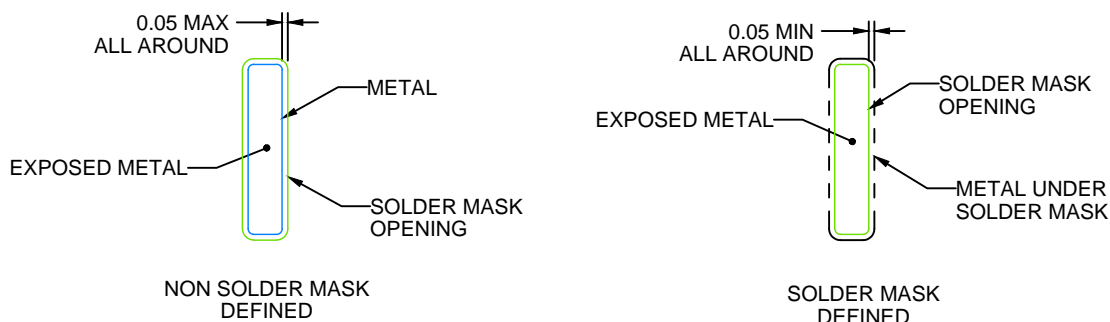 0.05 MAX
ALL AROUND
METAL
EXPOSED METAL
SOLDER MASK
OPENING
NON SOLDER MASK
DEFINED
0.05 MIN
ALL AROUND
SOLDER MASK
OPENING
EXPOSED METAL
METAL UNDER
SOLDER MASK
SOLDER MASK
DEFINED